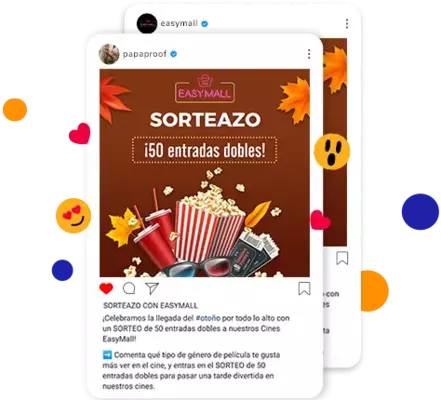 easymall
papaproof
EASYMALL
SORTEAZO
¡50 entradas dobles!
SORTEAZO CON EASYMALL
¡Celebramos la llegada del #otoño por todo lo alto con
un SORTEO de 50 entradas dobles a nuestros Cines
EasyMall!
➡️ Comenta qué tipo de género de película te gusta
más ver en el cine, y entras en el SORTEO de 50
entradas dobles para pasar una tarde divertida en
nuestros cines.